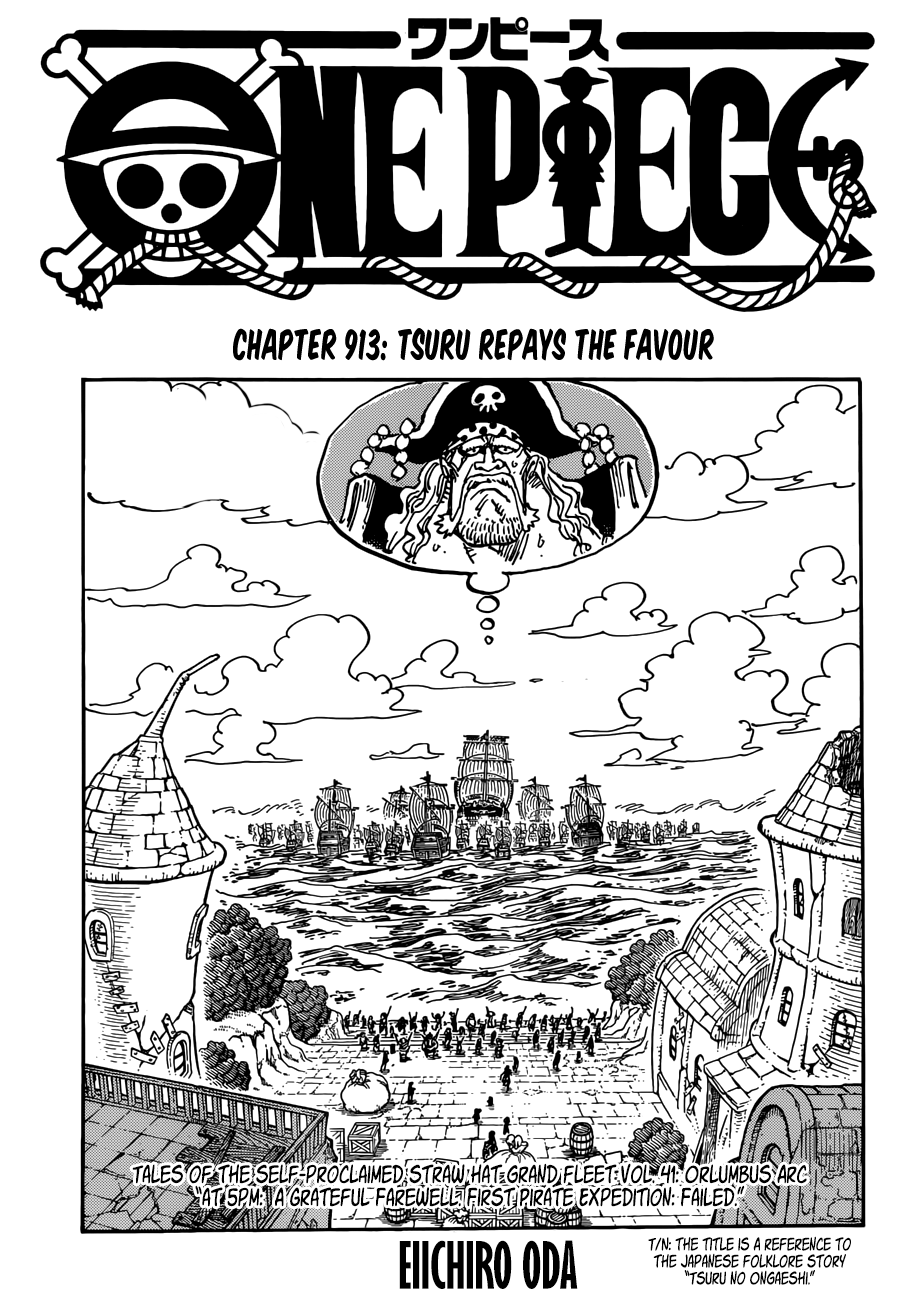 ワンピース
ONE PIECE
CHAPTER 913: TSURU REPAYS THE FAVOUR
TALES OF THE SELF-PROCLAIMED STRAW HAT GRAND FLEET VOL. 41: ORLUMBUS ARC
"AT 5PM: A GRATEFUL FAREWELL. FIRST PIRATE EXPEDITION: FAILED."
EIICHIRO ODA
T/N: THE TITLE IS A REFERENCE TO
THE JAPANESE FOLKLORE STORY
"TSURU NO ONGAESHI."